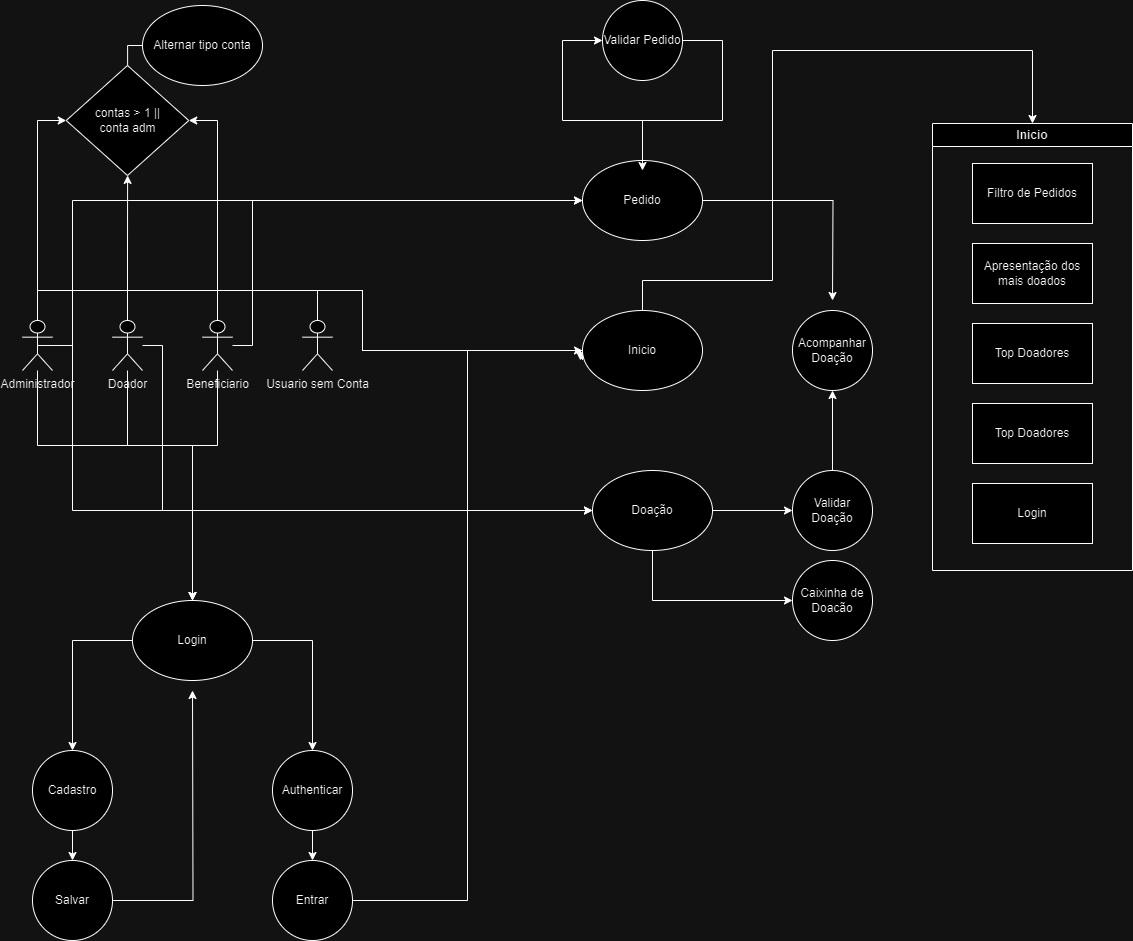 Alternar tipo conta
Validar Pedido
contas > 1 ||
conta adm
Inicio
Filtro de Pedidos
Pedido
Apresentação dos
mais doados
Administrador
Doador
Beneficiario
Usuario sem Conta
Inicio
Acompanhar
Doação
Top Doadores
Top Doadores
Doação
Validar
Doação
Login
Caixinha de
Doacão
Login
Cadastro
Authenticar
Salvar
Entrar